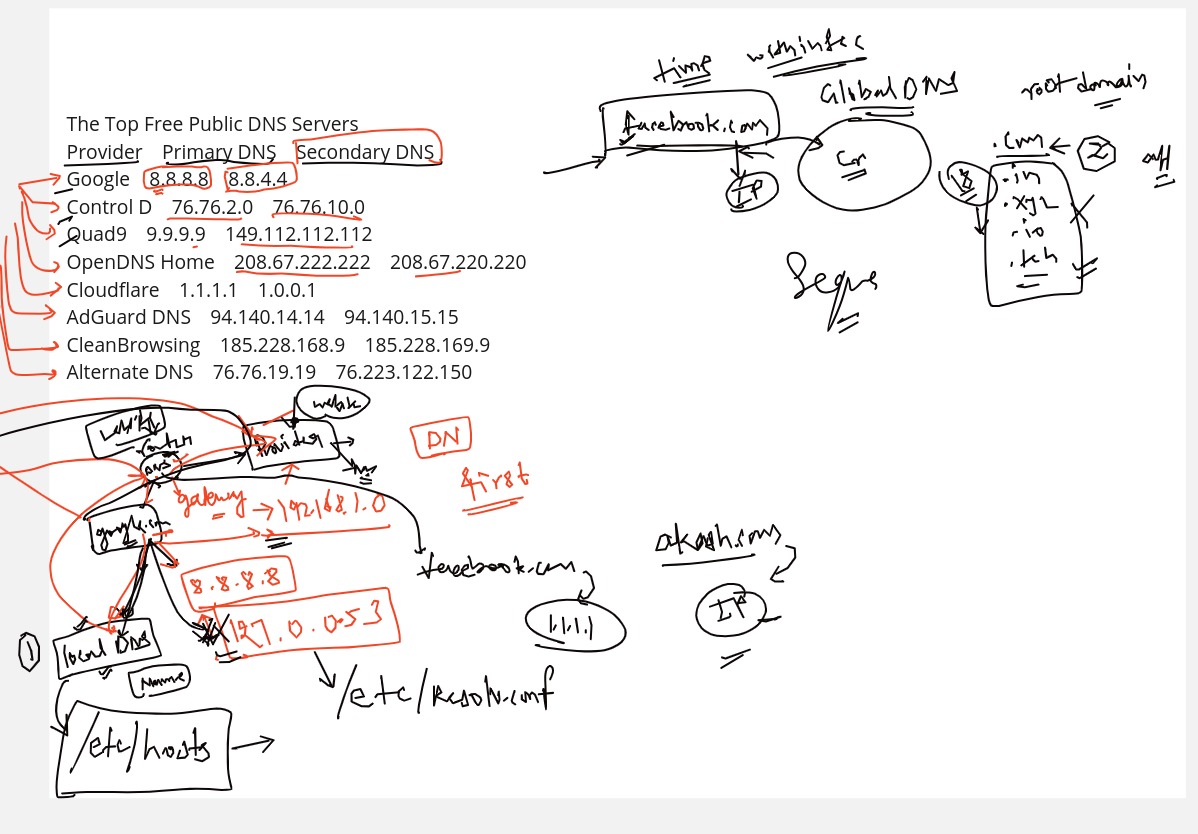 The Top Free Public DNS Servers
Provider Primary DNS Secondary DNS
Google 8.8.8.8 8.8.4.4
Control D 76.76.2.0 76.76.10.0
Quad9 9.9.9.9 149.112.112.112
OpenDNS Home 208.67.222.222 208.67.220.220
Cloudflare 1.1.1.1 1.0.0.1
AdGuard DNS 94.140.14.14 94.140.15.15
CleanBrowsing 185.228.168.9 185.228.169.9
Alternate DNS 76.76.19.19 76.223.122.150
time within sec
Global DNS
root domain
facebook.com
IP
.com
2
.in
.xyz
.io
.tch
18
router
DNS
Provider
DN
first
gateway → 192.168.1.0
google.com
8.8.8.8
127.0.0.53
facebook.com
1.1.1.1
akash.com
IP
1
local DNS
/etc/resolv.conf
/etc/hosts